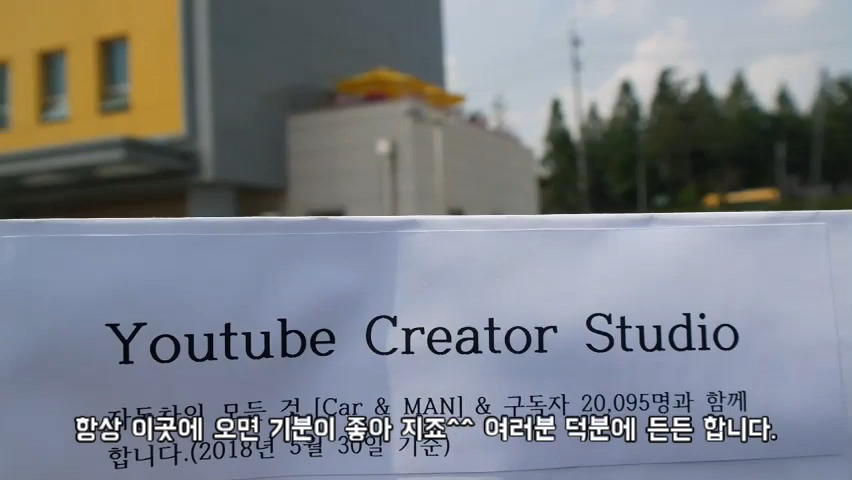 Youtube Creator Studio
자동차의 모든 것 [Car & MAN] & 구독자 20,095명과 함께
항상 이곳에 오면 기분이 좋아 지죠^^ 여러분 덕분에 든든 합니다.
합니다.(2018년 5월 30일 기준)